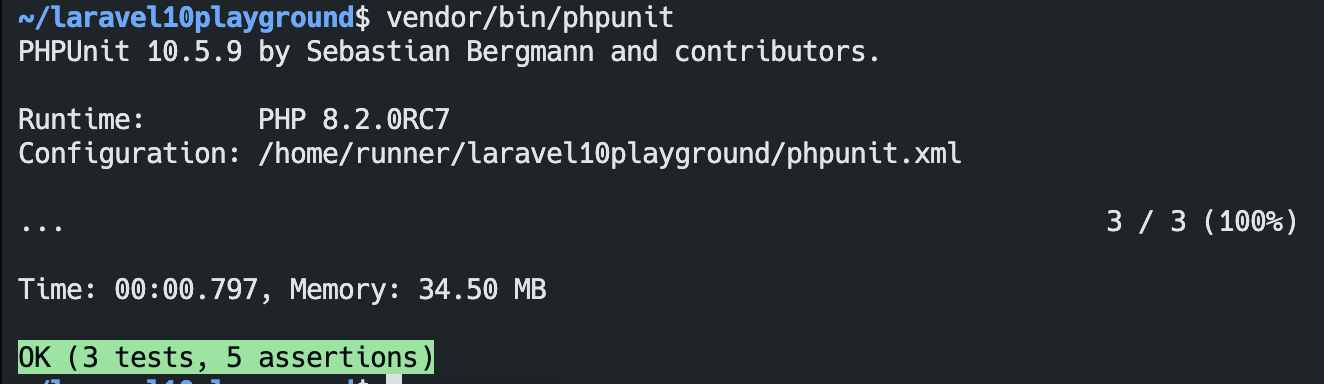 ~/laravel10playground$ vendor/bin/phpunit
PHPUnit 10.5.9 by Sebastian Bergmann and contributors.
Runtime: PHP 8.2.0RC7
Configuration: /home/runner/laravel10playground/phpunit.xml
... 3 / 3 (100%)
Time: 00:00.797, Memory: 34.50 MB
OK (3 tests, 5 assertions)
~/laravel10playground$